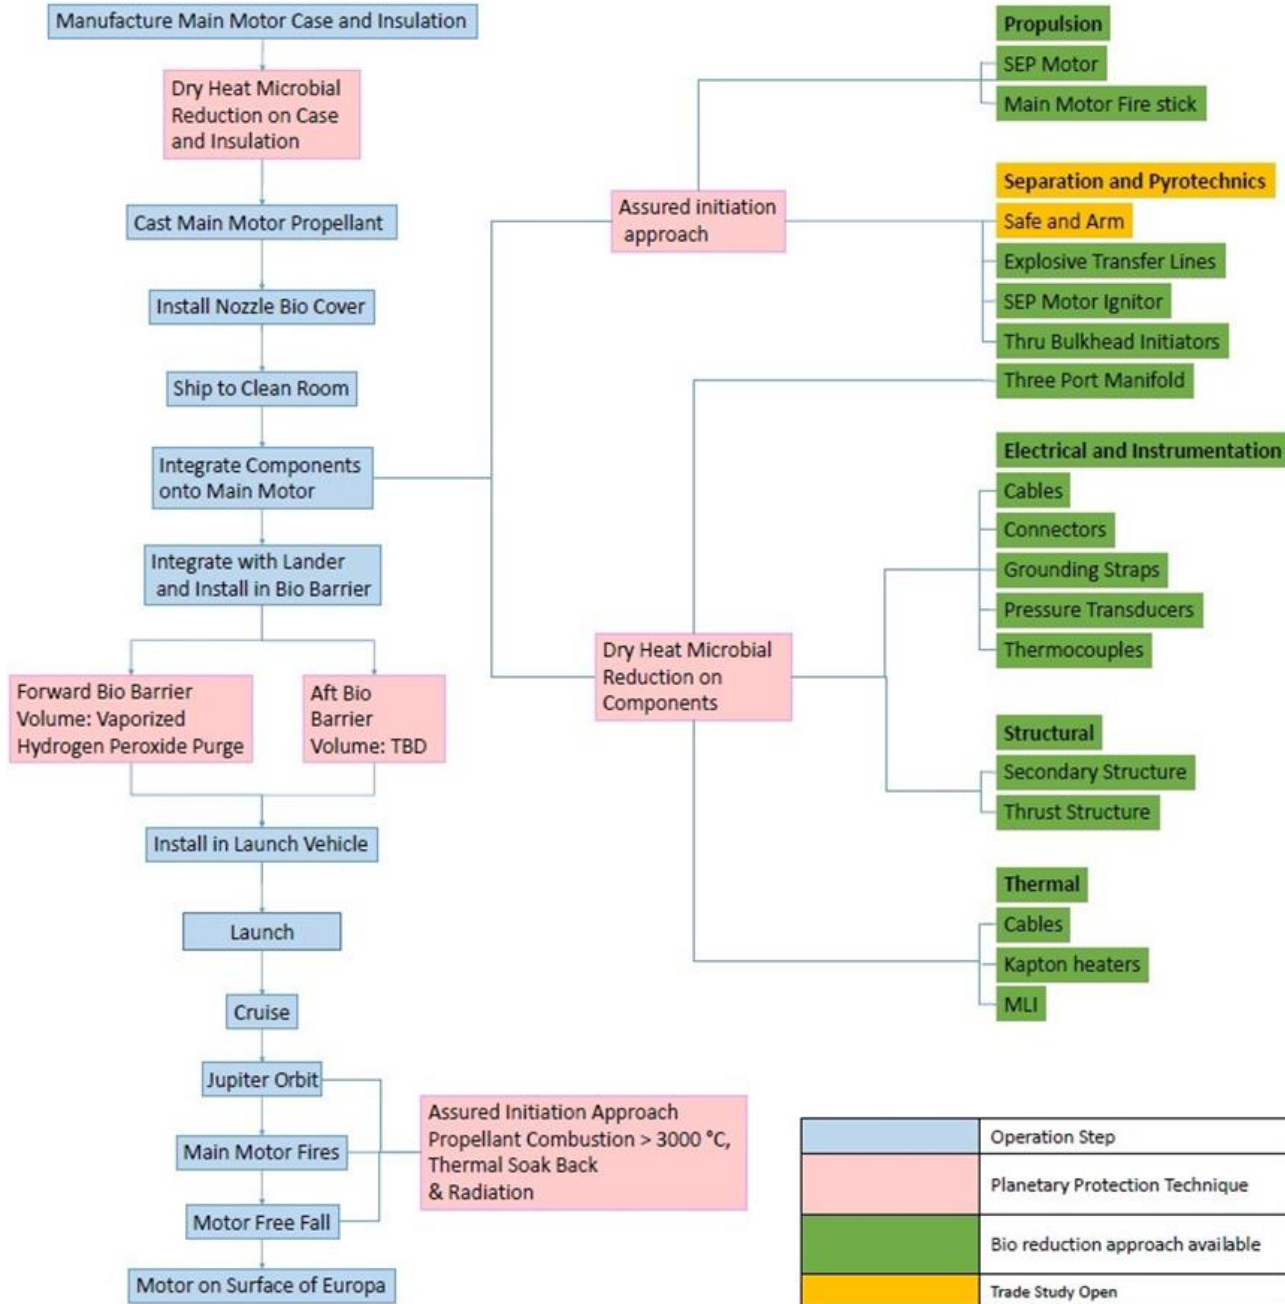 Manufacture Main Motor Case and Insulation
Dry Heat Microbial
Reduction on Case
and Insulation
Cast Main Motor Propellant
Install Nozzle Bio Cover
Ship to Clean Room
Integrate Components
onto Main Motor
Integrate with Lander
and Install in Bio Barrier
Forward Bio Barrier
Volume: Vaporized
Hydrogen Peroxide Purge
Aft Bio
Barrier
Volume: TBD
Install in Launch Vehicle
Launch
Cruise
Jupiter Orbit
Main Motor Fires
Motor Free Fall
Motor on Surface of Europa
Assured Initiation Approach
Propellant Combustion > 3000 °C,
Thermal Soak Back
& Radiation
Assured initiation
approach
Dry Heat Microbial
Reduction on
Components
Propulsion
SEP Motor
Main Motor Fire stick
Separation and Pyrotechnics
Safe and Arm
Explosive Transfer Lines
SEP Motor Ignitor
Thru Bulkhead Initiators
Three Port Manifold
Electrical and Instrumentation
Cables
Connectors
Grounding Straps
Pressure Transducers
Thermocouples
Structural
Secondary Structure
Thrust Structure
Thermal
Cables
Kapton heaters
MLI
Operation Step
Planetary Protection Technique
Bio reduction approach available
Trade Study Open